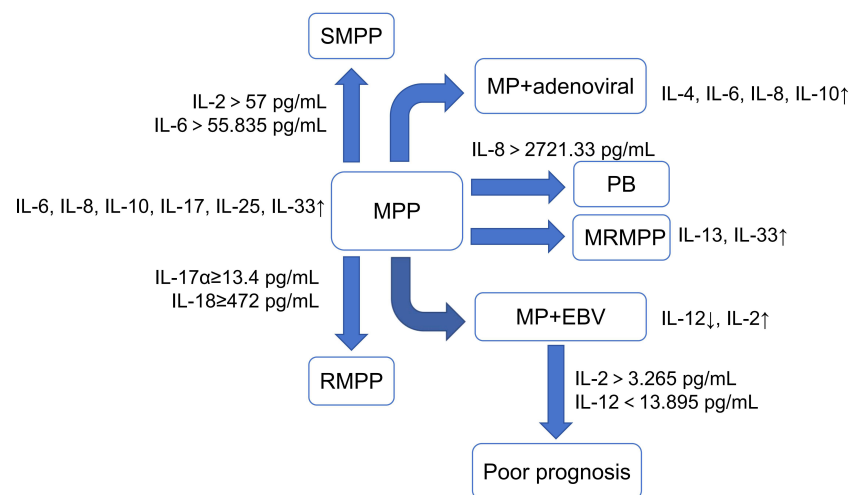 SMPP
IL-2 > 57 pg/mL
IL-6 > 55.835 pg/mL
MP+adenoviral
IL-4, IL-6, IL-8, IL-10↑
IL-8 > 2721.33 pg/mL
PB
IL-6, IL-8, IL-10, IL-17, IL-25, IL-33↑
MPP
MRMPP
IL-13, IL-33↑
IL-17α≥13.4 pg/mL
IL-18≥472 pg/mL
MP+EBV
IL-12↓, IL-2↑
RMPP
IL-2 > 3.265 pg/mL
IL-12 < 13.895 pg/mL
Poor prognosis